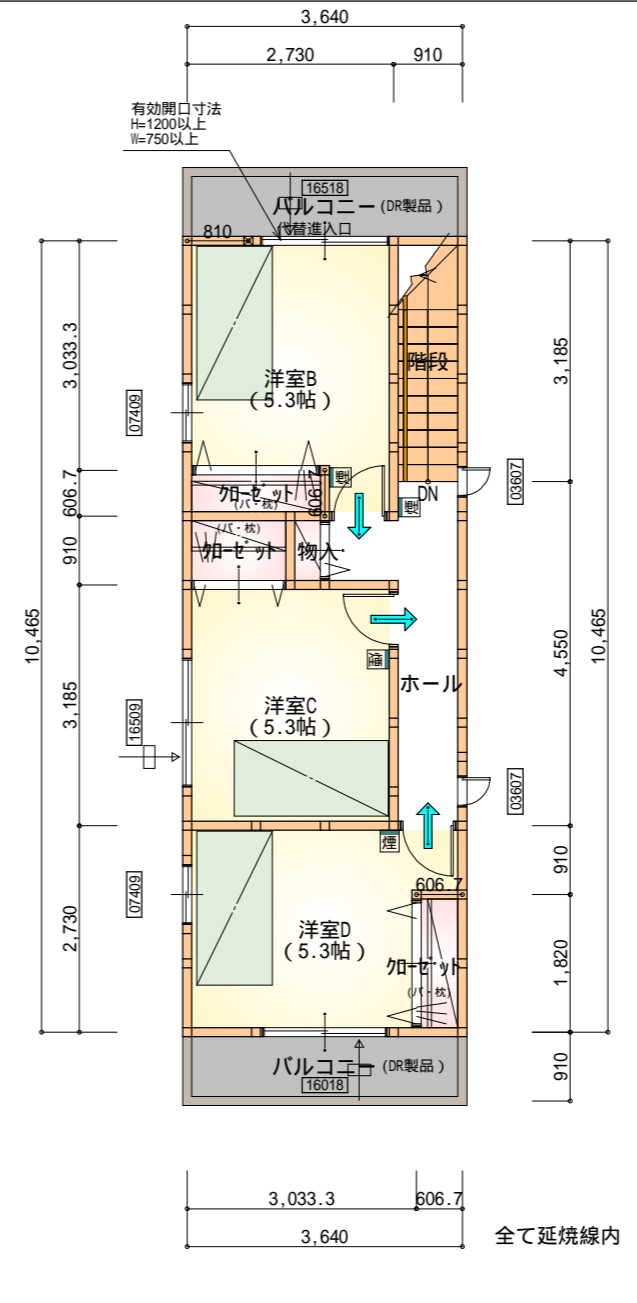 3,640
2,730
910
有効開口寸法
H=1200以上
W=750以上
16518
バルコニー(DR製品)
代替進入口
810
3,033.3
3,185
階段
洋室B
(5.3帖)
07409
煙
03607
606.7
クローゼット
(パ・枕)
606.7
煙
DN
(パ・枕)
クローゼット
物入
910
10,465
4,550
10,465
煙
ホール
3,185
洋室C
(5.3帖)
16509
03607
煙
910
07409
606.7
2,730
洋室D
(5.3帖)
クローゼット
(パ・枕)
1,820
バルコニー(DR製品)
16018
910
3,033.3
606.7
3,640
全て延焼線内